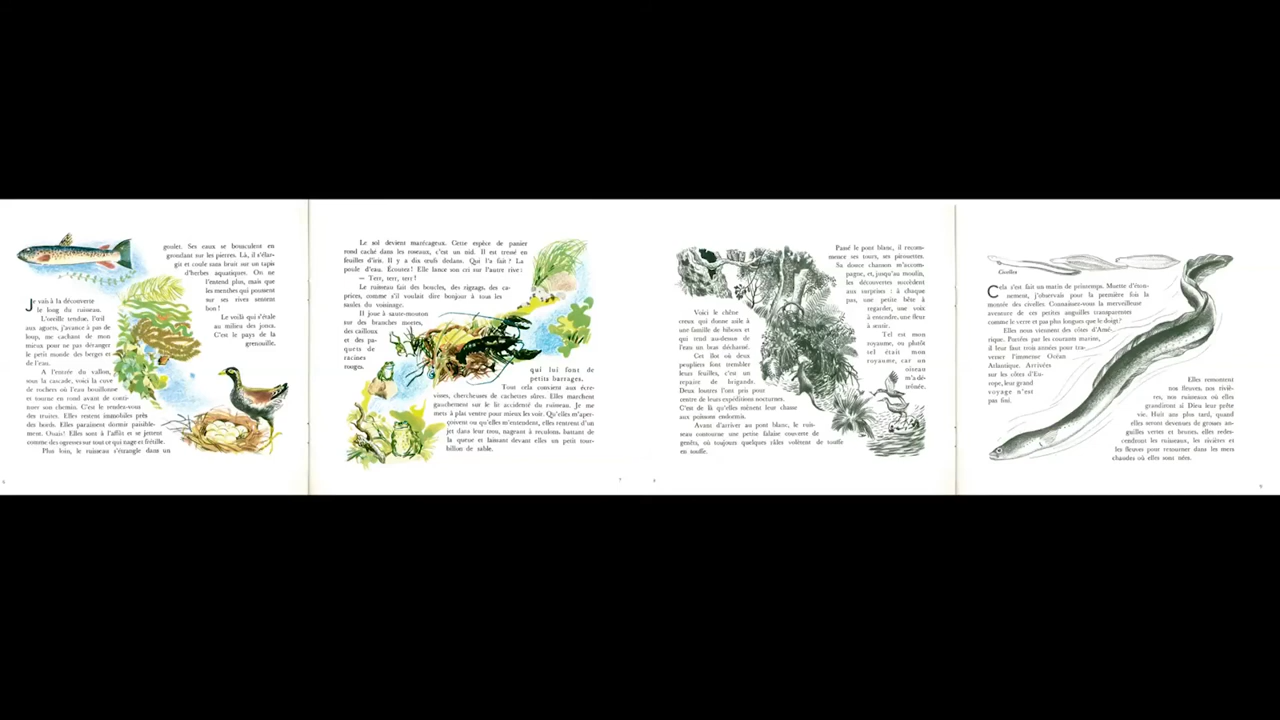 Je vais à la découverte
le long du ruisseau.
L'oreille tendue, l'œil
aux aguets, j'avance à pas de
loup, me cachant de mon
mieux pour ne pas déranger
le petit monde des berges et
de l'eau.
A l'entrée du vallon,
sous la cascade, voici la cuve
de rochers où l'eau bouillonne
et tourne en rond avant de conti-
nuer son chemin. C'est le rendez-vous
des truites. Elles restent immobiles près
des bords. Elles paraissent dormir paisible-
ment. Ouais! Elles sont à l'affût et se jettent
comme des ogresses sur tout ce qui nage et frétille.
Plus loin, le ruisseau s'étrangle dans un
goulet. Ses eaux se bousculent en
grondant sur les pierres. Là, il s'élar-
git et coule sans bruit sur un tapis
d'herbes aquatiques. On ne
l'entend plus, mais que
les menthes qui poussent
sur ses rives sentent
bon !
Le voilà qui s'étale
au milieu des joncs.
C'est le pays de la
grenouille.
Le sol devient marécageux. Cette espèce de panier
rond caché dans les roseaux, c'est un nid. Il est tressé en
feuilles d'iris. Il y a dix œufs dedans. Qui l'a fait ? La
poule d'eau. Écoutez ! Elle lance son cri sur l'autre rive :
— Terr, terr, terr !
Le ruisseau fait des boucles, des zigzags, des ca-
prices, comme s'il voulait dire bonjour à tous les
saules du voisinage.
Il joue à saute-mouton
sur des branches mortes,
des cailloux
et des pa-
quets de
racines
rouges,
qui lui font de
petits barrages.
Tout cela convient aux écre-
visses, chercheuses de cachettes sûres. Elles marchent
gauchement sur le lit accidenté du ruisseau. Je me
mets à plat ventre pour mieux les voir. Qu'elles m'aper-
çoivent ou qu'elles m'entendent, elles rentrent d'un
jet dans leur trou, nageant à reculons, battant de
la queue et laissant devant elles un petit tour-
billon de sable.
7
8
Voici le chêne
creux qui donne asile à
une famille de hiboux et
qui tend au-dessus de
l'eau un bras décharné.
Cet îlot où deux
peupliers font trembler
leurs feuilles, c'est un
repaire de brigands.
Deux loutres l'ont pris pour
centre de leurs expéditions nocturnes.
C'est de là qu'elles mènent leur chasse
aux poissons endormis.
Avant d'arriver au pont blanc, le ruis-
seau contourne une petite falaise couverte de
genêts, où toujours quelques râles volètent de touffe
en touffe.
Passé le pont blanc, il recom-
mence ses tours, ses pirouettes.
Sa douce chanson m'accom-
pagne, et, jusqu'au moulin,
les découvertes succèdent
aux surprises : à chaque
pas, une petite bête à
regarder, une voix
à entendre, une fleur
à sentir.
Tel est mon
royaume, ou plutôt
tel était mon
royaume, car un
oiseau
m'a dé-
trônée.
Civelles
Cela s'est fait un matin de printemps. Muette d'éton-
nement, j'observais pour la première fois la
montée des civelles. Connaissez-vous la merveilleuse
aventure de ces petites anguilles transparentes
comme le verre et pas plus longues que le doigt?
Elles nous viennent des côtes d'Amé-
rique. Portées par les courants marins,
il leur faut trois années pour tra-
verser l'immense Océan
Atlantique. Arrivées
sur les côtes d'Eu-
rope, leur grand
voyage n'est
pas fini.
Elles remontent
nos fleuves, nos riviè-
res, nos ruisseaux où elles
grandiront si Dieu leur prête
vie. Huit ans plus tard, quand
elles seront devenues de grosses an-
guilles vertes et brunes, elles redes-
cendront les ruisseaux, les rivières et
les fleuves pour retourner dans les mers
chaudes où elles sont nées.
9